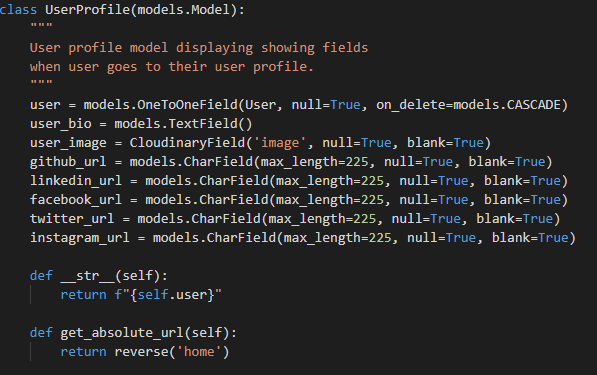 class UserProfile(models.Model):
    """
    User profile model displaying showing fields
    when user goes to their user profile.
    """
    user = models.OneToOneField(User, null=True, on_delete=models.CASCADE)
    user_bio = models.TextField()
    user_image = CloudinaryField('image', null=True, blank=True)
    github_url = models.CharField(max_length=225, null=True, blank=True)
    linkedin_url = models.CharField(max_length=225, null=True, blank=True)
    facebook_url = models.CharField(max_length=225, null=True, blank=True)
    twitter_url = models.CharField(max_length=225, null=True, blank=True)
    instagram_url = models.CharField(max_length=225, null=True, blank=True)

    def __str__(self):
        return f"{self.user}"

    def get_absolute_url(self):
        return reverse('home')